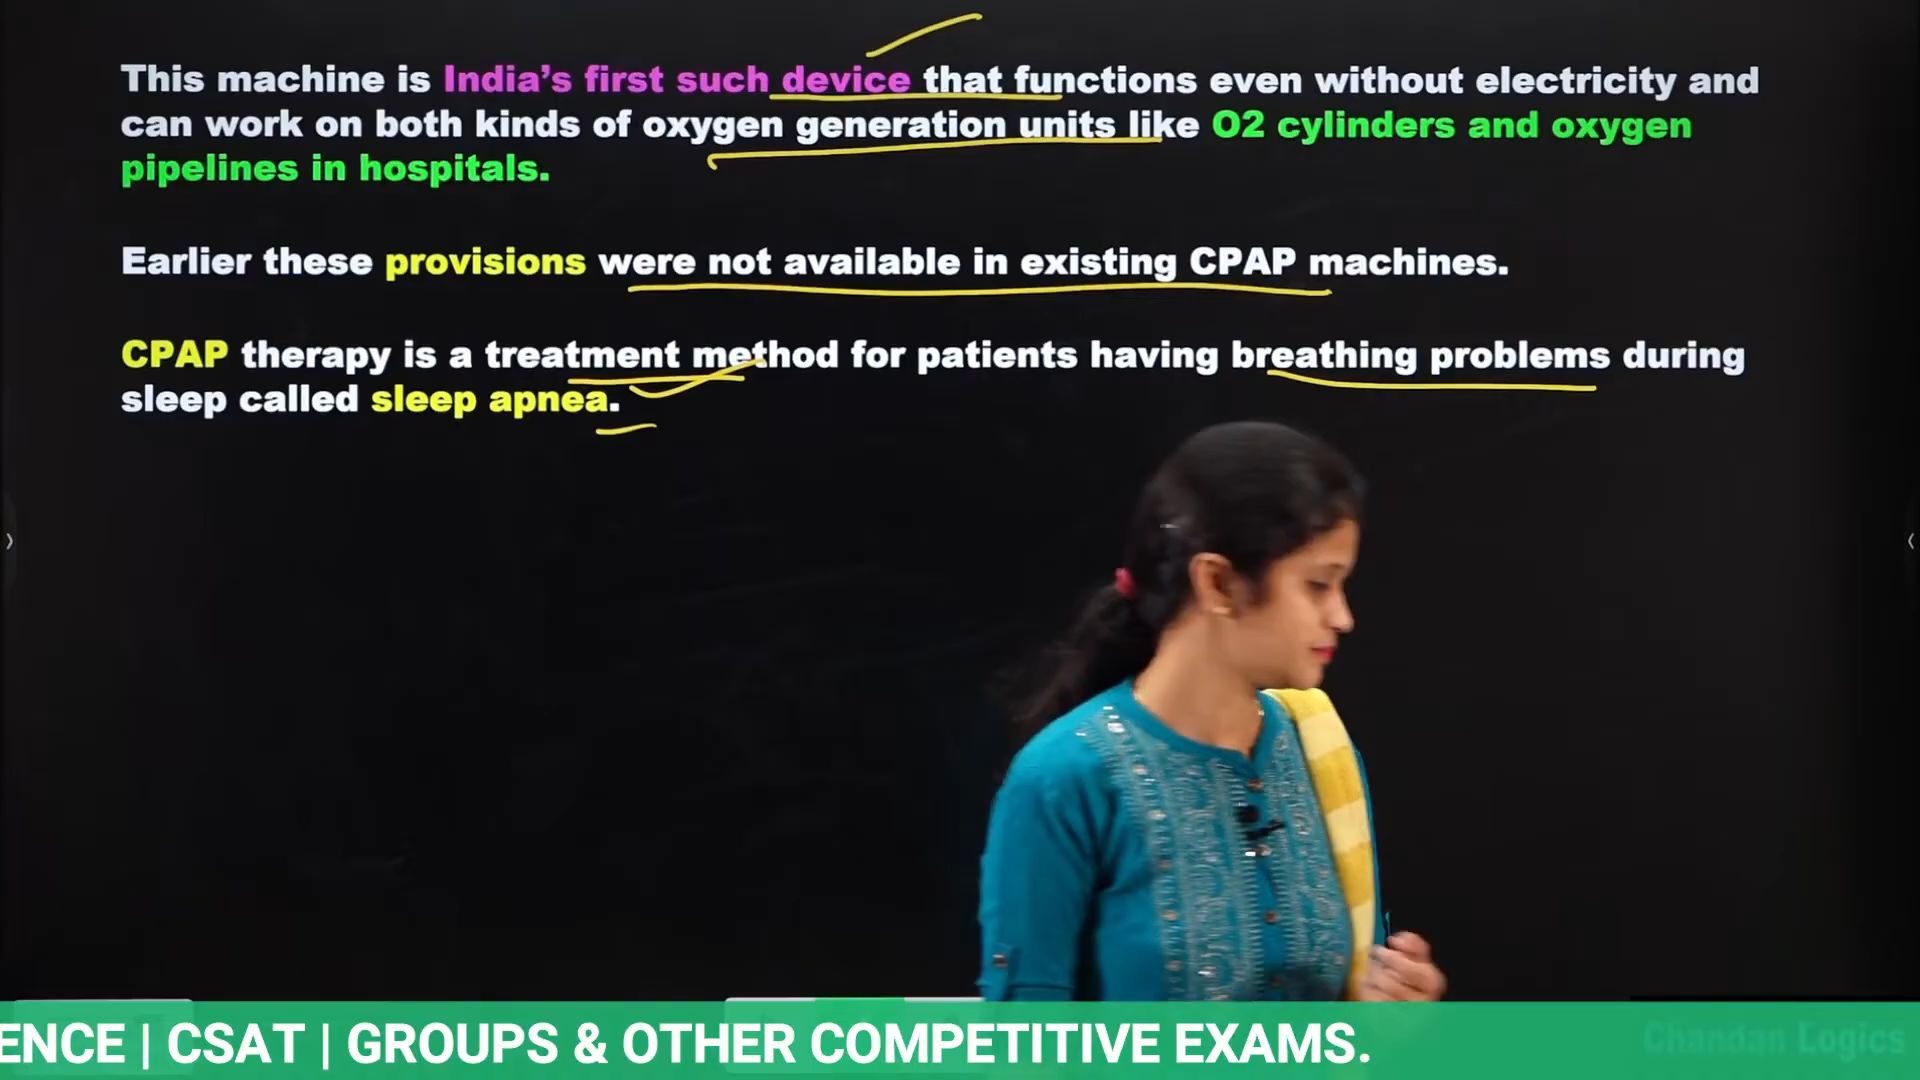 This machine is India’s first such device that functions even without electricity and
can work on both kinds of oxygen generation units like O2 cylinders and oxygen
pipelines in hospitals.
Earlier these provisions were not available in existing CPAP machines.
CPAP therapy is a treatment method for patients having breathing problems during
sleep called sleep apnea.
ENCE | CSAT | GROUPS & OTHER COMPETITIVE EXAMS.
Chandan Logics